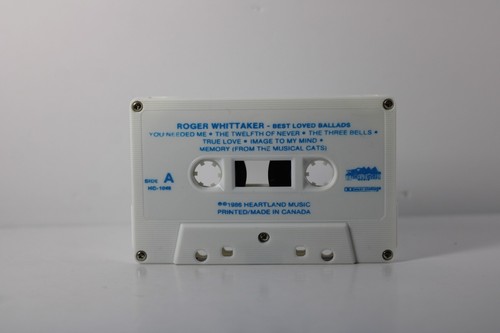 ROGER WHITTAKER - BEST LOVED BALLADS
YOU NEEDED ME • THE TWELFTH OF NEVER • THE THREE BELLS •
TRUE LOVE • IMAGE TO MY MIND •
MEMORY (FROM THE MUSICAL CATS)
SIDE A
©℗1986 HEARTLAND MUSIC
PRINTED/MADE IN CANADA